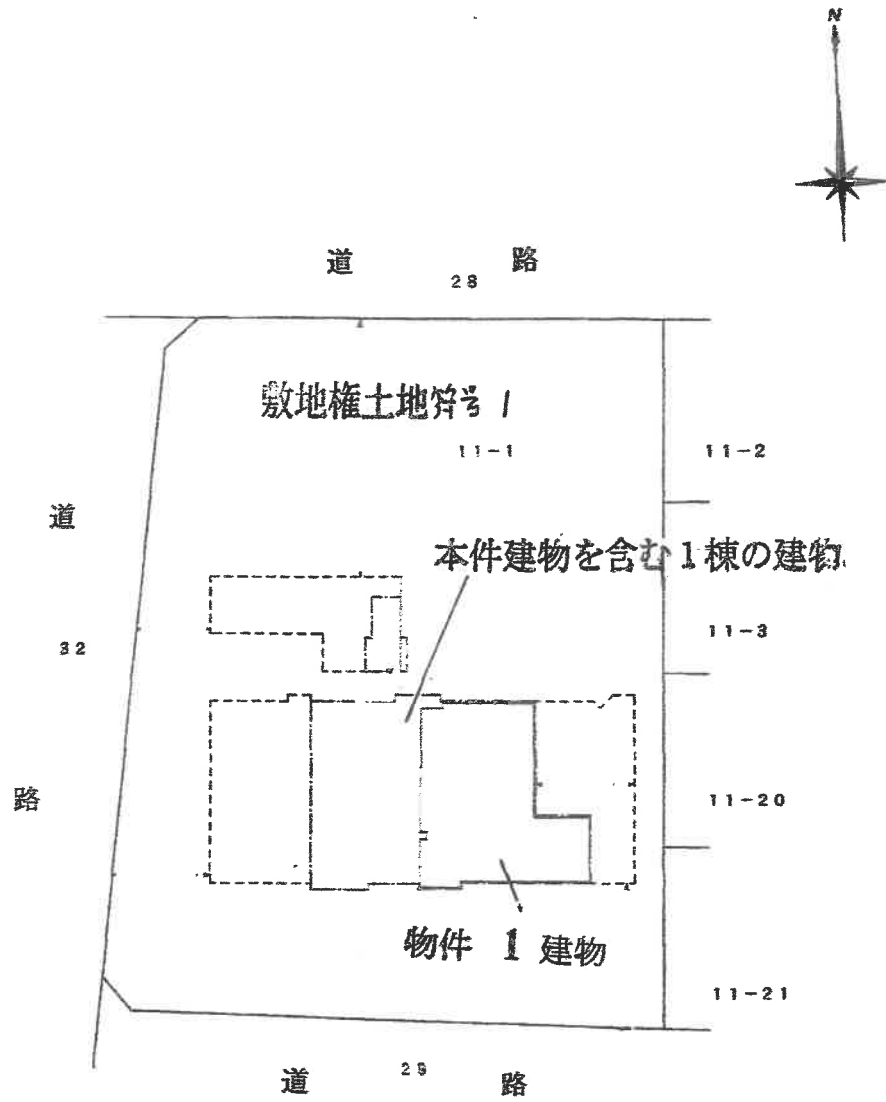 N
道 路
28
敷地権土地符号 1
11-1
11-2
道
本件建物を含む1棟の建物
11-3
32
路
11-20
物件 1 建物
11-21
道 路
29